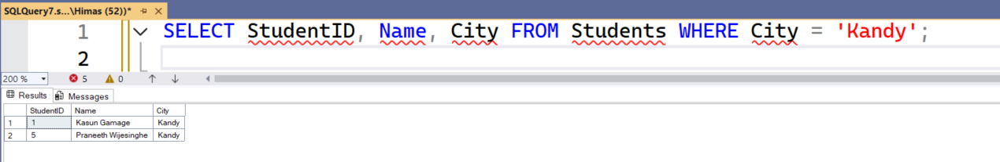 SQLQuery7.s...\Himas (52))*
1 SELECT StudentID, Name, City FROM Students WHERE City = 'Kandy';
2
200 % 5 0
Results Messages
StudentID Name City
1 1 Kasun Gamage Kandy
2 5 Praneeth Wijesinghe Kandy